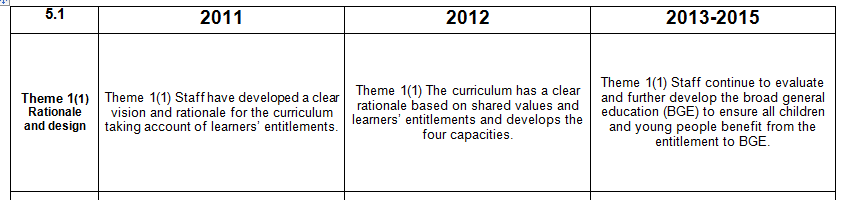 5.1
2011
2012
2013-2015
Theme 1(1)
Rationale
and design
Theme 1(1) Staff have developed a clear
vision and rationale for the curriculum
taking account of learners’ entitlements.
Theme 1(1) The curriculum has a clear
rationale based on shared values and
learners’ entitlements and develops the
four capacities.
Theme 1(1) Staff continue to evaluate
and further develop the broad general
education (BGE) to ensure all children
and young people benefit from the
entitlement to BGE.